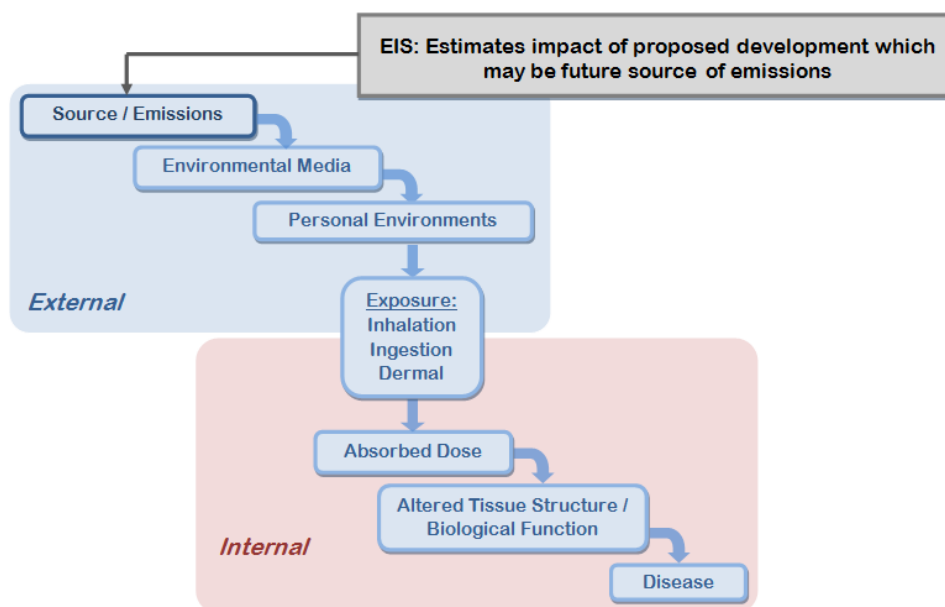 EIS: Estimates impact of proposed development which
may be future source of emissions
Source / Emissions
Environmental Media
Personal Environments
External
Exposure:
Inhalation
Ingestion
Dermal
Absorbed Dose
Altered Tissue Structure /
Biological Function
Internal
Disease